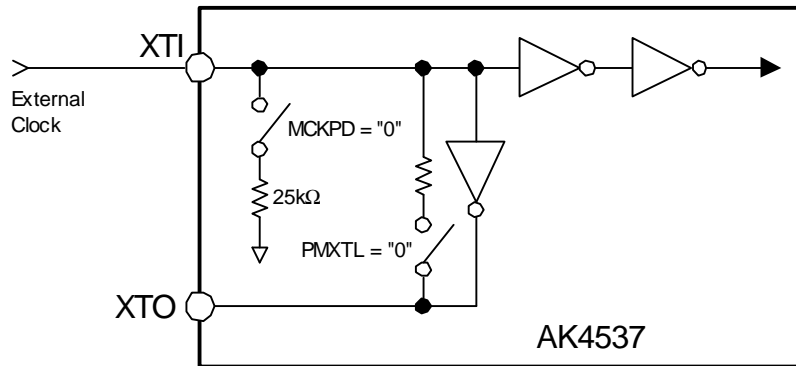 XTI
External
Clock
MCKPD = "0"
25kΩ
PMXTL = "0"
XTO
AK4537